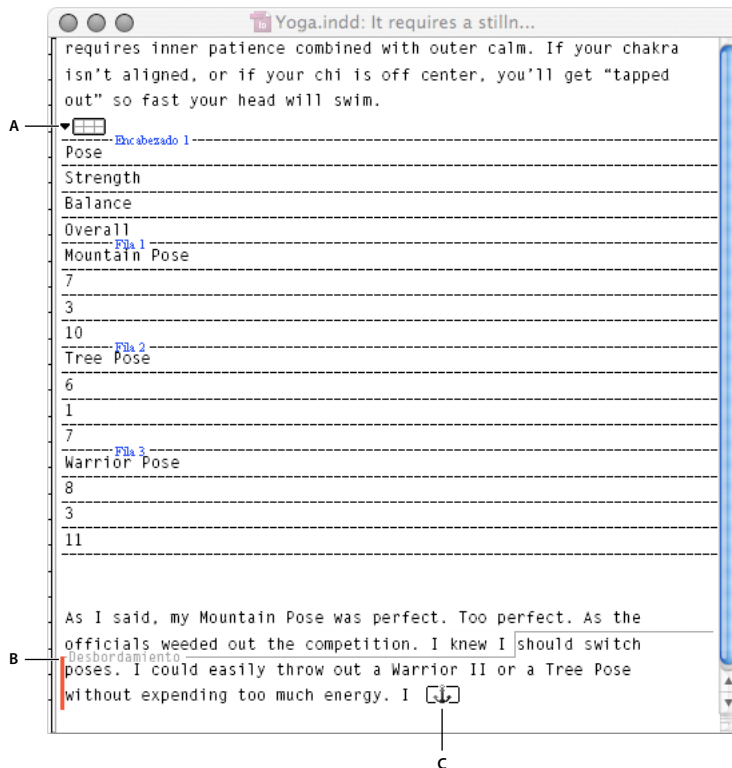 Yoga.indd: It requires a stilln...
requires inner patience combined with outer calm. If your chakra
isn’t aligned, or if your chi is off center, you’ll get “tapped
out” so fast your head will swim.
A
Encabezado 1
Pose
Strength
Balance
Overall
Fila 1
Mountain Pose
7
3
10
Fila 2
Tree Pose
6
1
7
Fila 3
Warrior Pose
8
3
11
As I said, my Mountain Pose was perfect. Too perfect. As the
officials weeded out the competition. I knew I should switch
B
Desbordamiento
poses. I could easily throw out a Warrior II or a Tree Pose
without expending too much energy. I
C